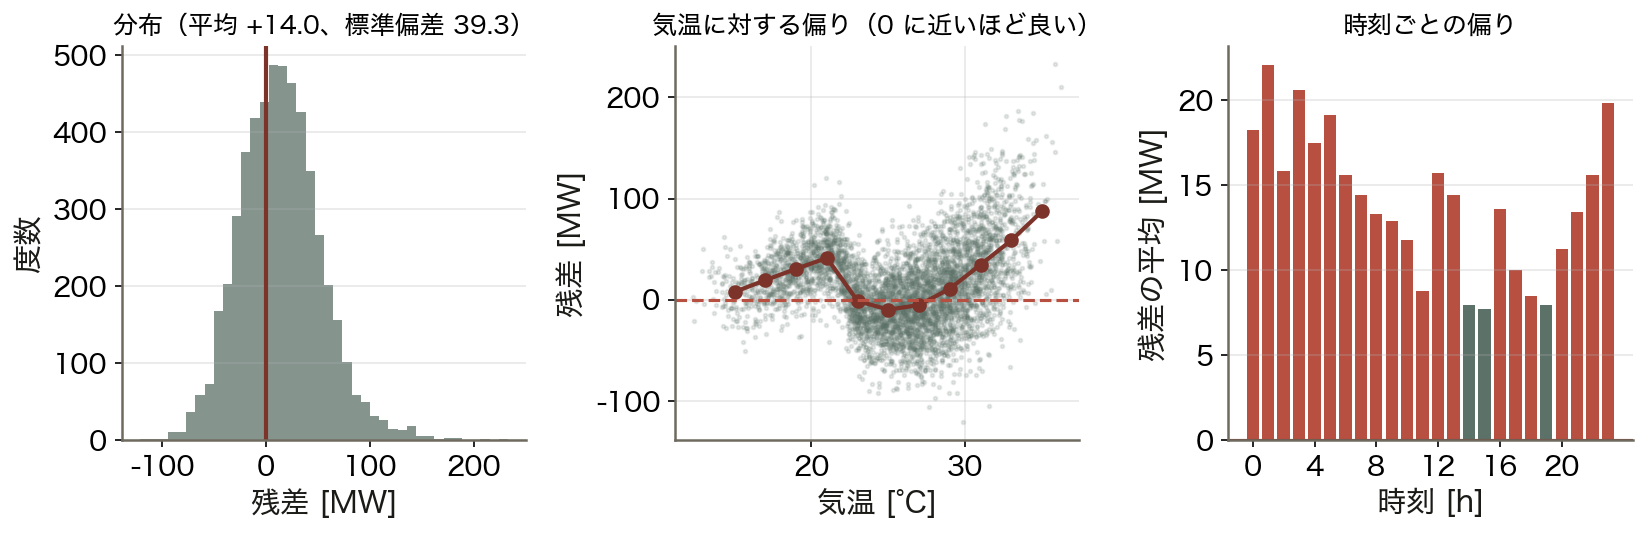 分布（平均 +14.0、標準偏差 39.3）
度数
500
400
300
200
100
0
-100 0 100 200
残差 [MW]
気温に対する偏り（0 に近いほど良い）
残差 [MW]
200
100
0
-100
20 30
気温 [°C]
時刻ごとの偏り
残差の平均 [MW]
20
15
10
5
0
0 4 8 12 16 20
時刻 [h]